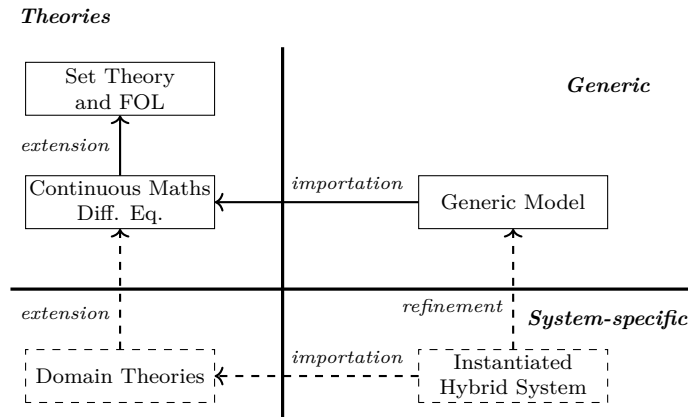 Theories
Set Theory
and FOL
Generic
extension
Continuous Maths
Diff. Eq.
importation
Generic Model
extension
refinement
System-specific
Domain Theories
importation
Instantiated
Hybrid System